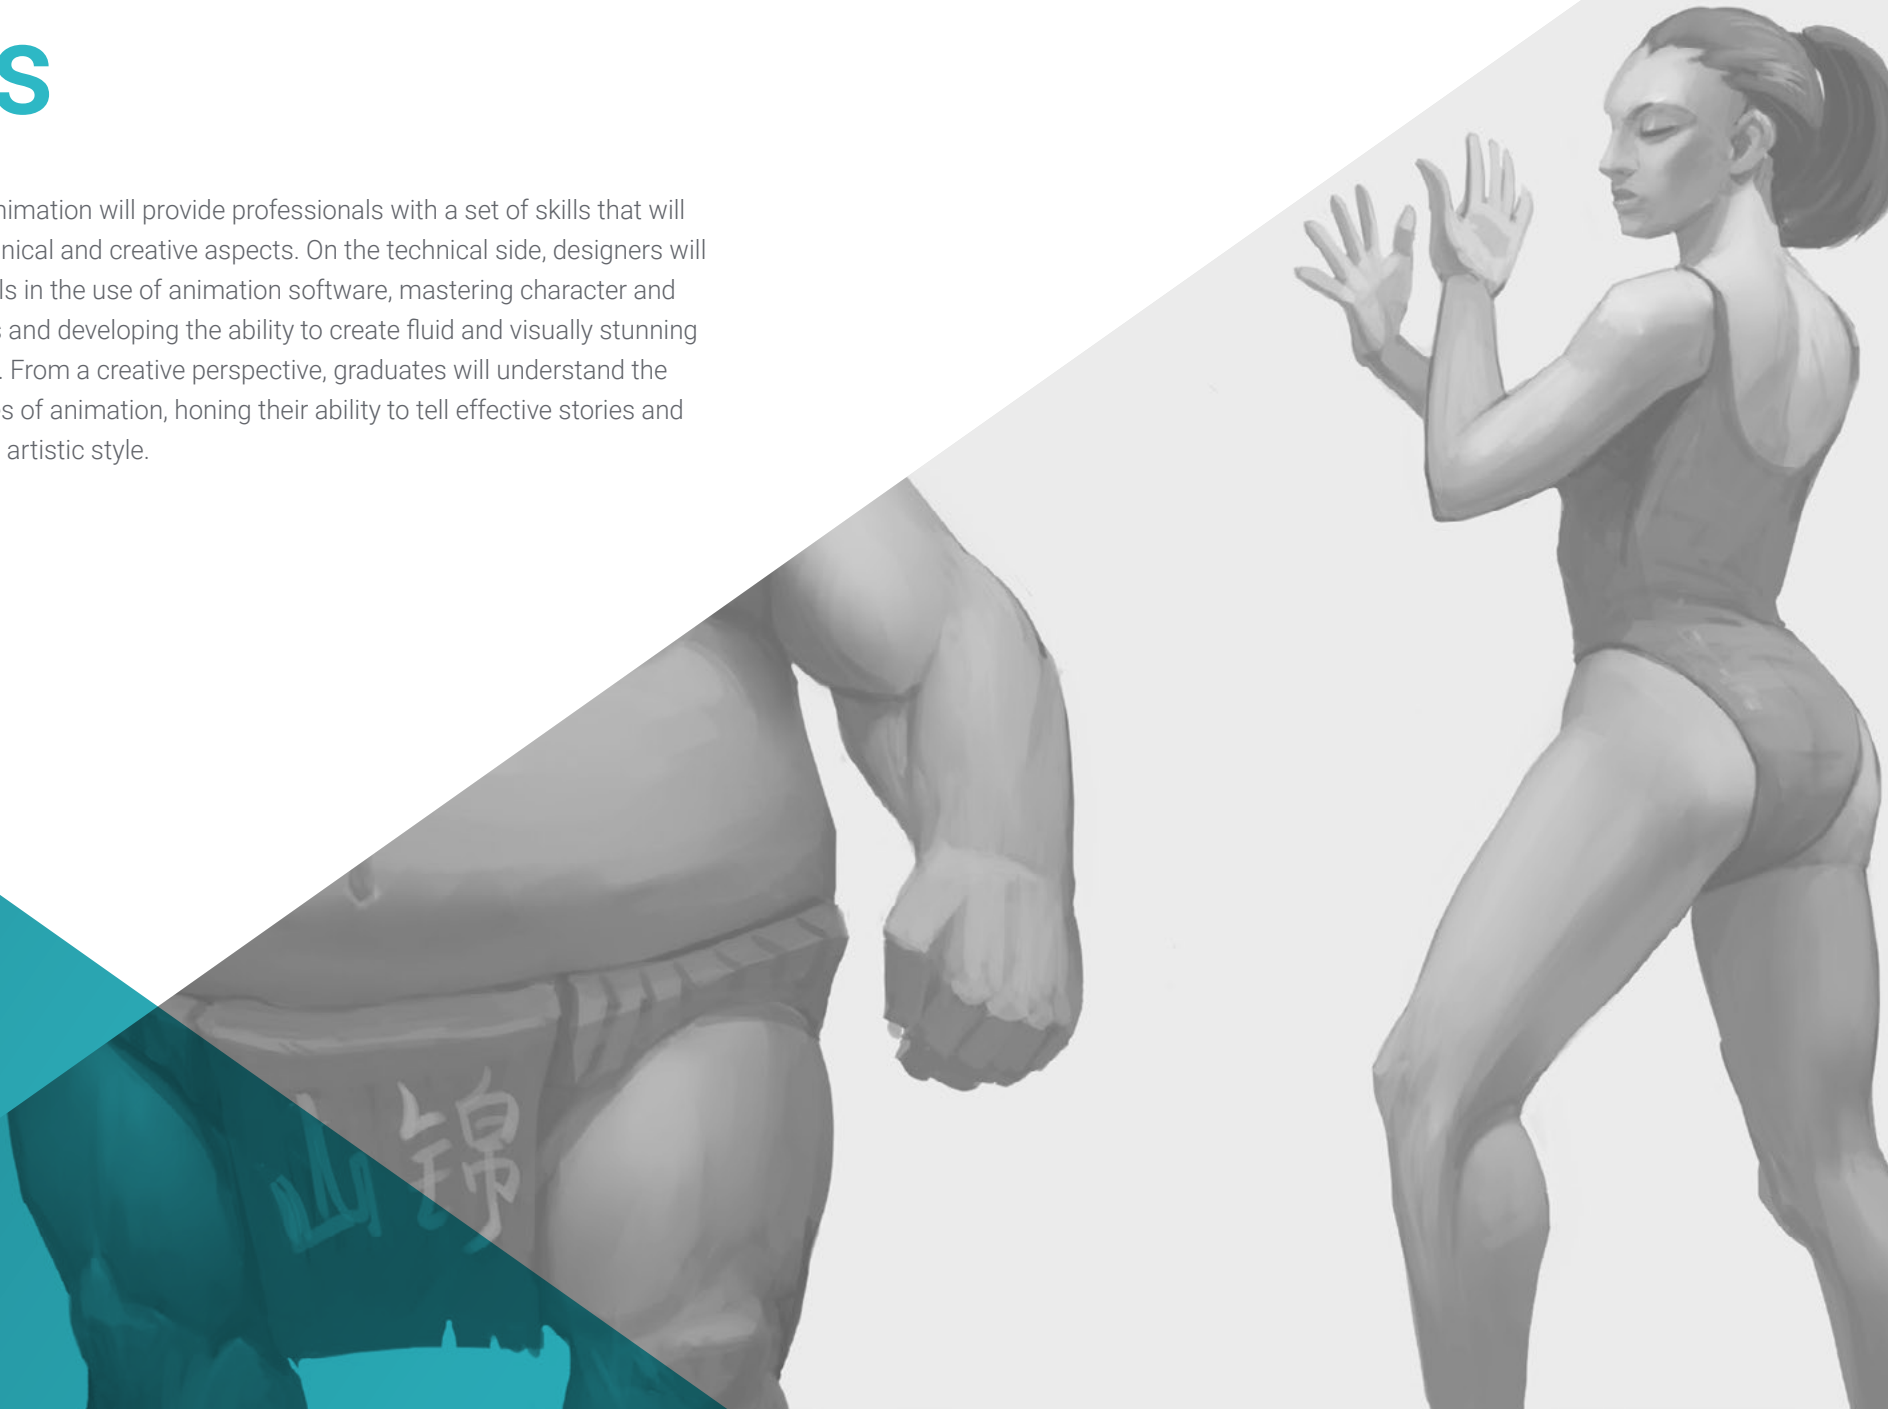 s
nimation will provide professionals with a set of skills that will
nical and creative aspects. On the technical side, designers will
ls in the use of animation software, mastering character and
s and developing the ability to create fluid and visually stunning
. From a creative perspective, graduates will understand the
s of animation, honing their ability to tell effective stories and
artistic style.
山錦